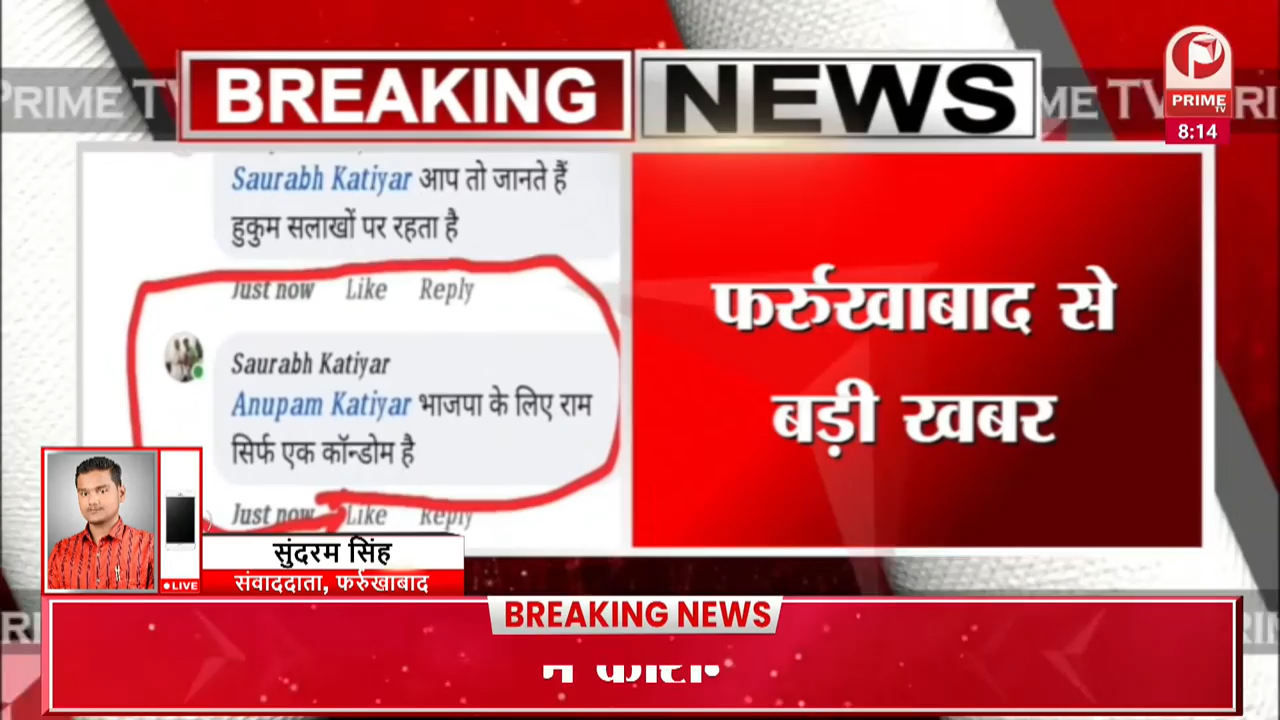 BREAKING NEWS
PRIME TV
PRIME TV
8:14
Saurabh Katiyar आप तो जानते हैं
हुकुम सलाखों पर रहता है
Just now Like Reply
Saurabh Katiyar
Anupam Katiyar भाजपा के लिए राम
सिर्फ एक कॉन्डोम है
Just now Like Reply
फर्रुखाबाद से
बड़ी खबर
LIVE
सुंदरम सिंह
संवाददाता, फर्रुखाबाद
BREAKING NEWS